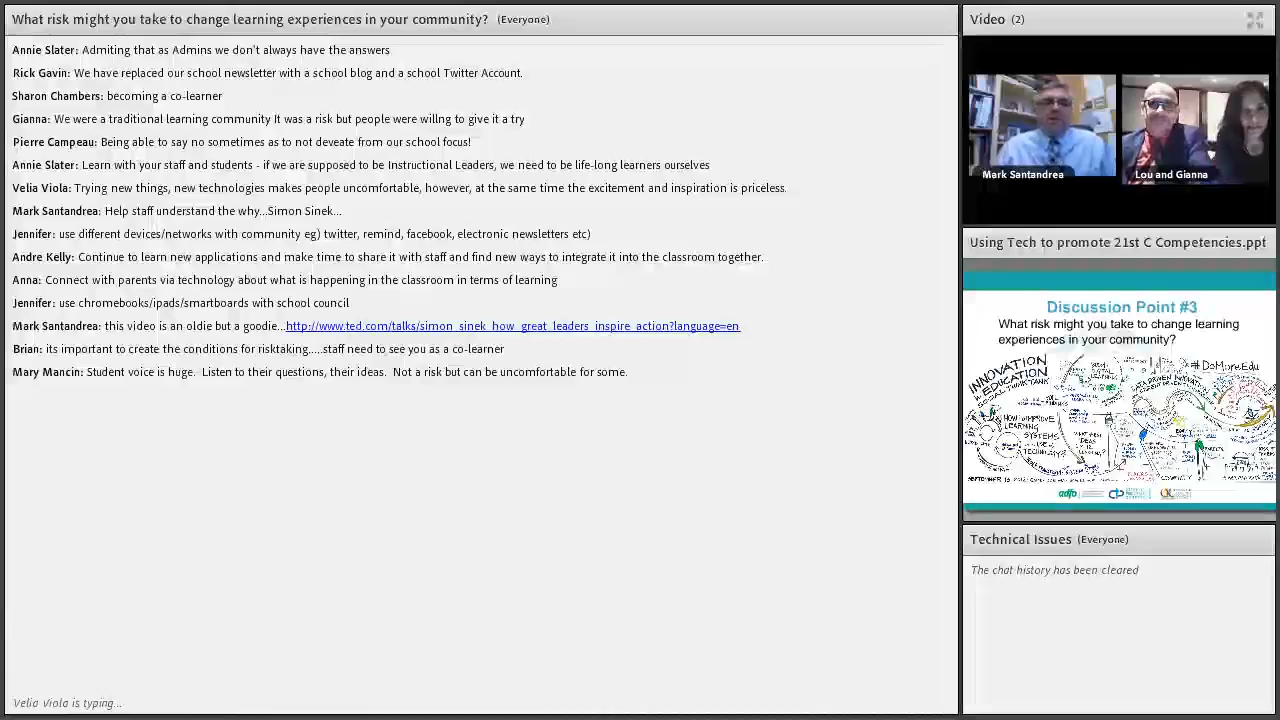 What risk might you take to change learning experiences in your community? (Everyone)
Annie Slater: Admiting that as Admins we don't always have the answers
Rick Gavin: We have replaced our school newsletter with a school blog and a school Twitter Account.
Sharon Chambers: becoming a co-learner
Gianna: We were a traditional learning community It was a risk but people were willng to give it a try
Pierre Campeau: Being able to say no sometimes as to not deveate from our school focus!
Annie Slater: Learn with your staff and students - if we are supposed to be Instructional Leaders, we need to be life-long learners ourselves
Velia Viola: Trying new things, new technologies makes people uncomfortable, however, at the same time the excitement and inspiration is priceless.
Mark Santandrea: Help staff understand the why...Simon Sinek...
Jennifer: use different devices/networks with community eg) twitter, remind, facebook, electronic newsletters etc)
Andre Kelly: Continue to learn new applications and make time to share it with staff and find new ways to integrate it into the classroom together.
Anna: Connect with parents via technology about what is happening in the classroom in terms of learning
Jennifer: use chromebooks/ipads/smartboards with school council
Mark Santandrea: this video is an oldie but a goodie...http://www.ted.com/talks/simon_sinek_how_great_leaders_inspire_action?language=en
Brian: its important to create the conditions for risktaking.....staff need to see you as a co-learner
Mary Mancin: Student voice is huge. Listen to their questions, their ideas. Not a risk but can be uncomfortable for some.
Velia Viola is typing...
Video (2)
Mark Santandrea
Lou and Gianna
Using Tech to promote 21st C Competencies.ppt
Discussion Point #3
What risk might you take to change learning
experiences in your community?
INNOVATION
in EDUCATION
#DoMoreEdu
HOW IMPROVE
LEARNING
SYSTEMS
USE
TECHNOLOGY?
adfo
Technical Issues (Everyone)
The chat history has been cleared